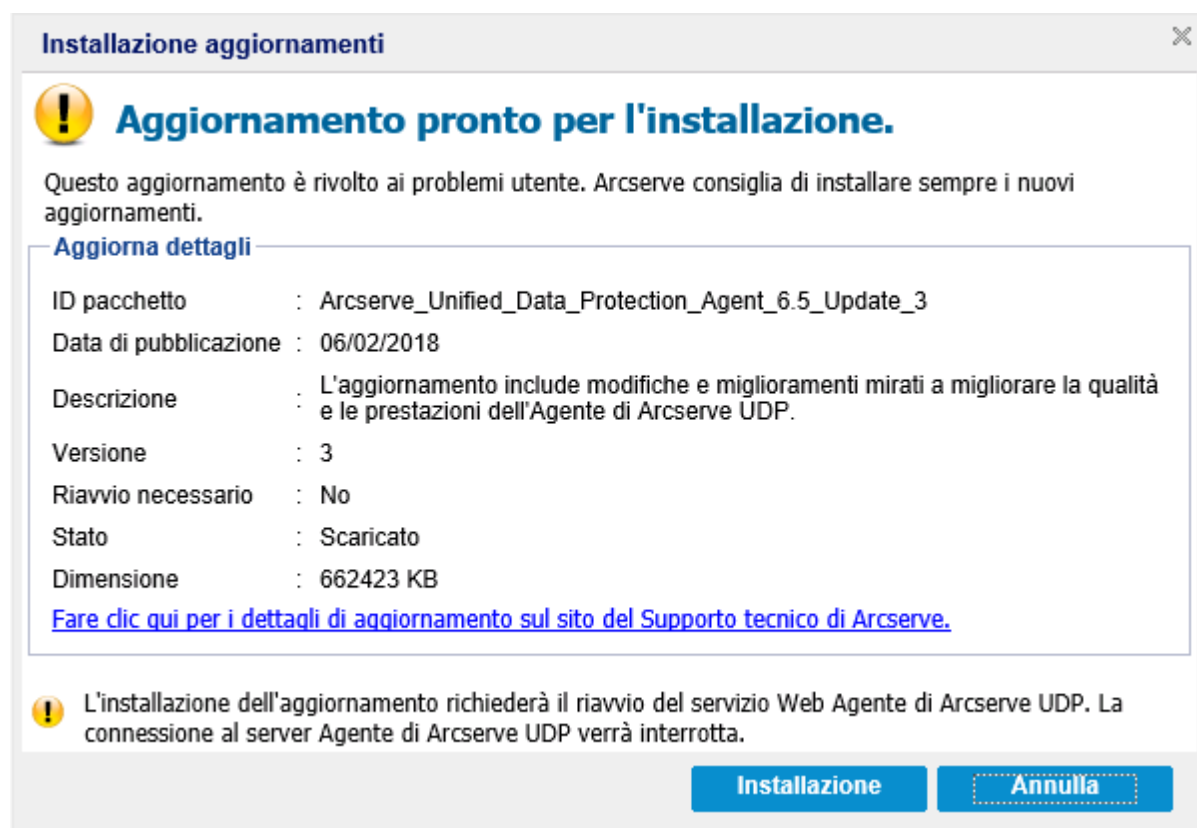 Installazione aggiornamenti
Aggiornamento pronto per l'installazione.
Questo aggiornamento è rivolto ai problemi utente. Arcserve consiglia di installare sempre i nuovi
aggiornamenti.
Aggiorna dettagli
ID pacchetto : Arcserve_Unified_Data_Protection_Agent_6.5_Update_3
Data di pubblicazione : 06/02/2018
Descrizione : L'aggiornamento include modifiche e miglioramenti mirati a migliorare la qualità
e le prestazioni dell'Agente di Arcserve UDP.
Versione : 3
Riavvio necessario : No
Stato : Scaricato
Dimensione : 662423 KB
Fare clic qui per i dettagli di aggiornamento sul sito del Supporto tecnico di Arcserve.
L'installazione dell'aggiornamento richiederà il riavvio del servizio Web Agente di Arcserve UDP. La
connessione al server Agente di Arcserve UDP verrà interrotta.
Installazione Annulla